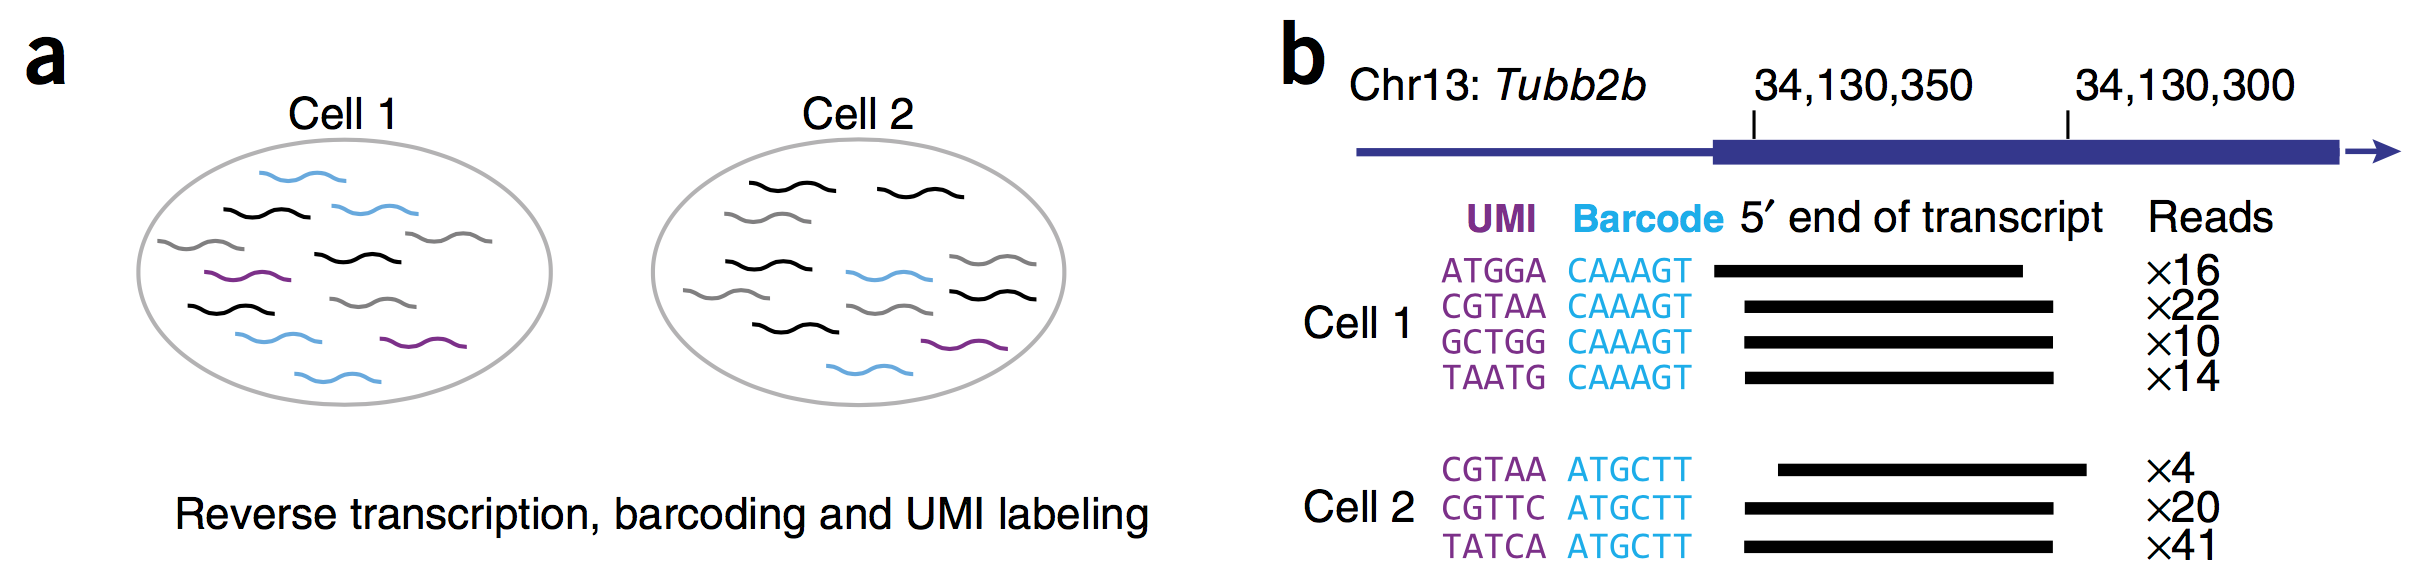 a
Cell 1
Cell 2
Reverse transcription, barcoding and UMI labeling
b
Chr13: Tubb2b 34,130,350 34,130,300
UMI Barcode 5′ end of transcript Reads
Cell 1
ATGGA CAAAGT ×16
CGTAA CAAAGT ×22
GCTGG CAAAGT ×10
TAATG CAAAGT ×14
Cell 2
CGTAA ATGCTT ×4
CGTTC ATGCTT ×20
TATCA ATGCTT ×41